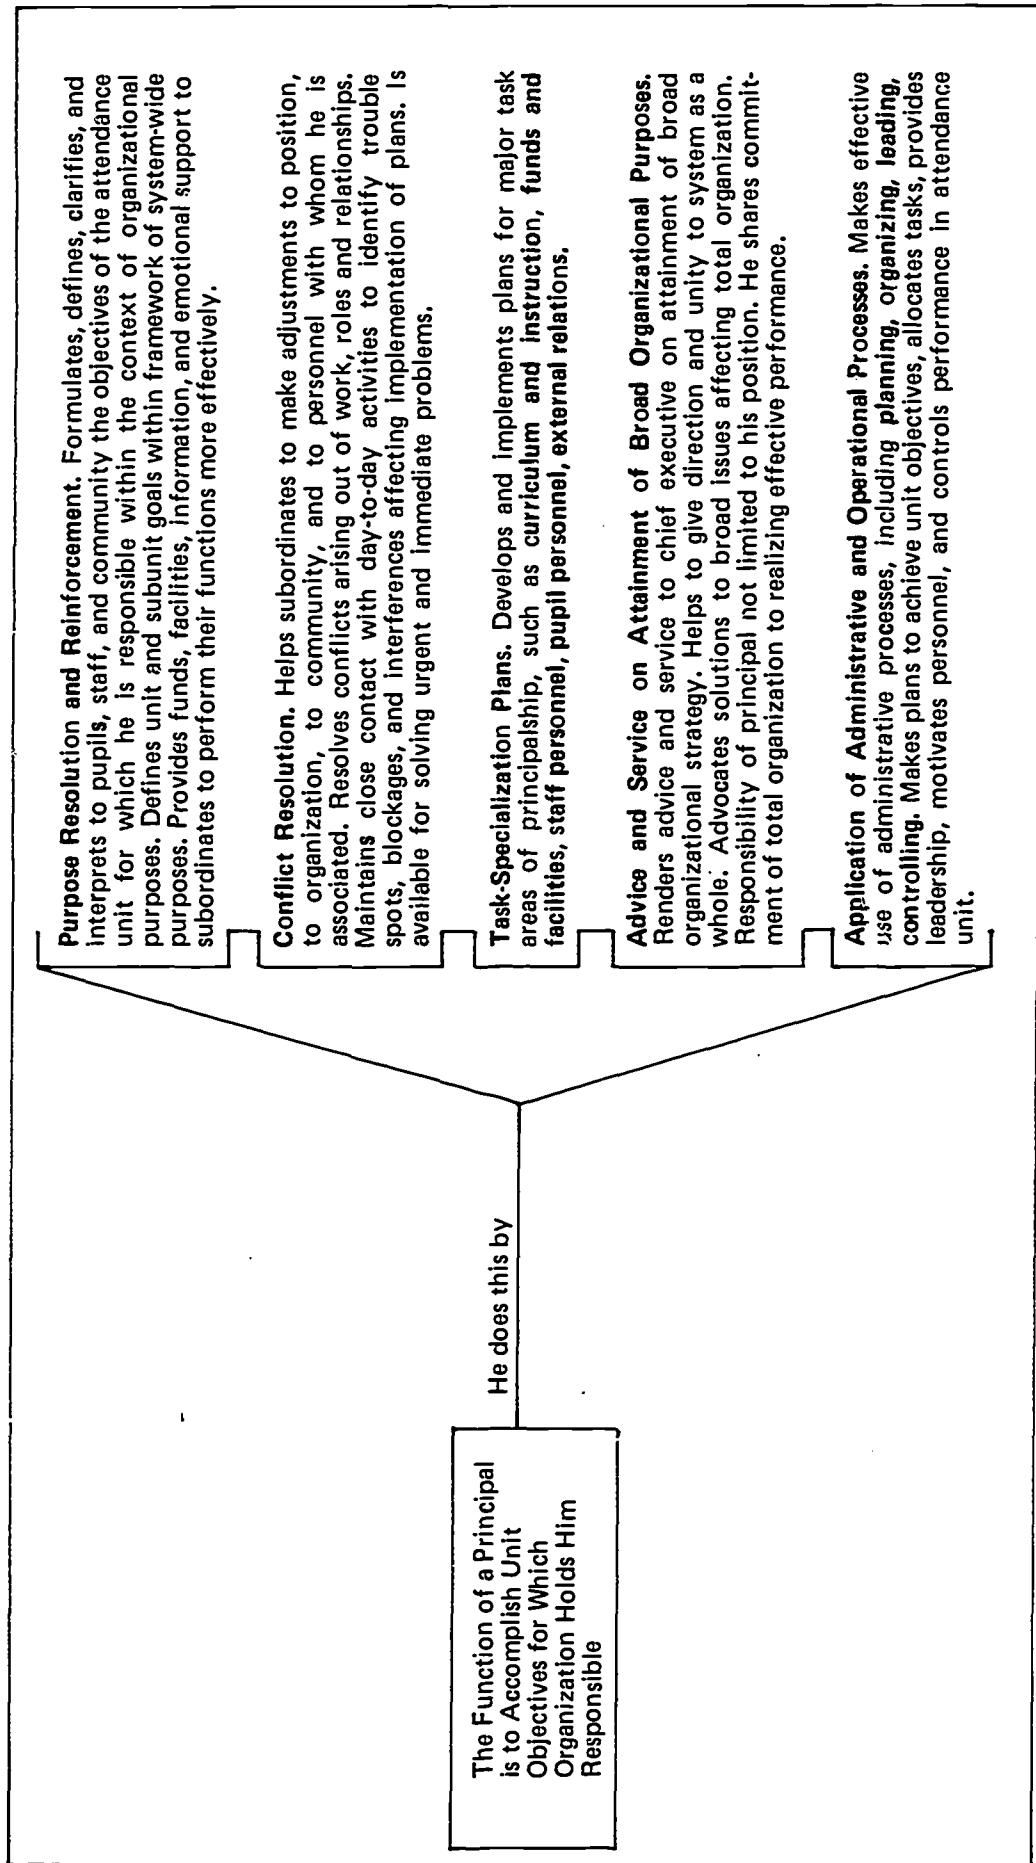 The Function of a Principal
is to Accomplish Unit
Objectives for Which
Organization Holds Him
Responsible
He does this by
Purpose Resolution and Reinforcement. Formulates, defines, clarifies, and
interprets to pupils, staff, and community the objectives of the attendance
unit for which he is responsible within the context of organizational
purposes. Defines unit and subunit goals within framework of system-wide
purposes. Provides funds, facilities, information, and emotional support to
subordinates to perform their functions more effectively.
Conflict Resolution. Helps subordinates to make adjustments to position,
to organization, to community, and to personnel with whom he is
associated. Resolves conflicts arising out of work, roles and relationships.
Maintains close contact with day-to-day activities to identify trouble
spots, blockages, and interferences affecting implementation of plans. Is
available for solving urgent and immediate problems.
Task-Specialization Plans. Develops and implements plans for major task
areas of principalship, such as curriculum and instruction, funds and
facilities, staff personnel, pupil personnel, external relations.
Advice and Service on Attainment of Broad Organizational Purposes.
Renders advice and service to chief executive on attainment of broad
organizational strategy. Helps to give direction and unity to system as a
whole. Advocates solutions to broad issues affecting total organization.
Responsibility of principal not limited to his position. He shares commit-
ment of total organization to realizing effective performance.
Application of Administrative and Operational Processes. Makes effective
use of administrative processes, including planning, organizing, leading,
controlling. Makes plans to achieve unit objectives, allocates tasks, provides
leadership, motivates personnel, and controls performance in attendance
unit.